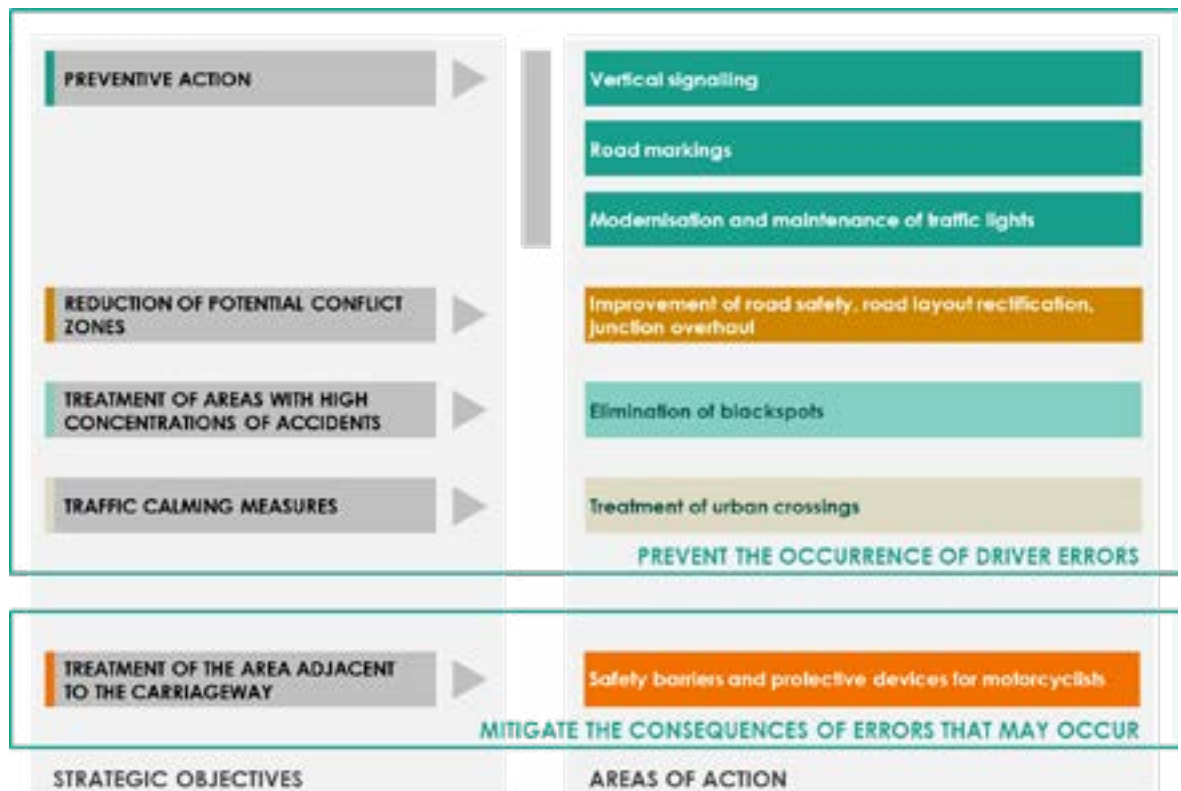 PREVENTIVE ACTION
Vertical signalling
Road markings
Modernisation and maintenance of traffic lights
REDUCTION OF POTENTIAL CONFLICT
ZONES
Improvement of road safety, road layout rectification,
junction overhaul
TREATMENT OF AREAS WITH HIGH
CONCENTRATIONS OF ACCIDENTS
Elimination of blackspots
TRAFFIC CALMING MEASURES
Treatment of urban crossings
PREVENT THE OCCURRENCE OF DRIVER ERRORS
TREATMENT OF THE AREA ADJACENT
TO THE CARRIAGEWAY
Safety barriers and protective devices for motorcyclists
MITIGATE THE CONSEQUENCES OF ERRORS THAT MAY OCCUR
STRATEGIC OBJECTIVES
AREAS OF ACTION